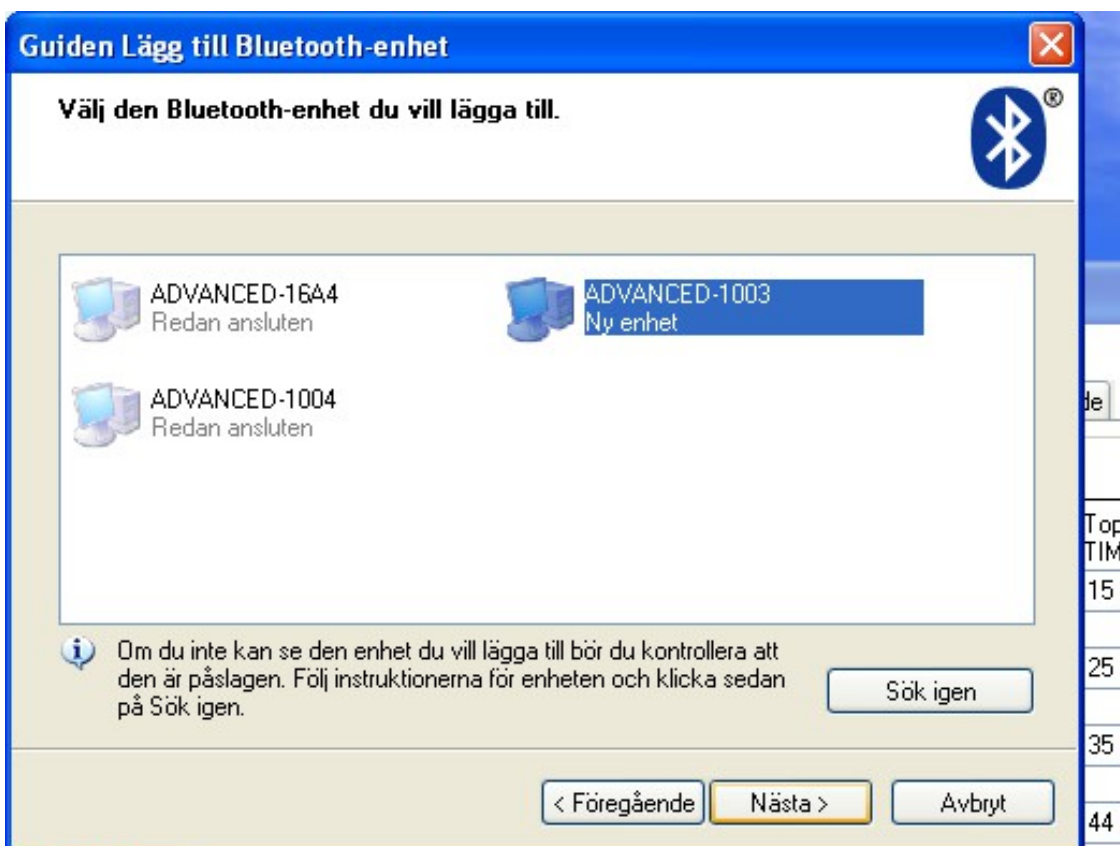 Guiden Lägg till Bluetooth-enhet
Välj den Bluetooth-enhet du vill lägga till.
®
ADVANCED-16A4
Redan ansluten
ADVANCED-1003
Ny enhet
ADVANCED-1004
Redan ansluten
Om du inte kan se den enhet du vill lägga till bör du kontrollera att
den är påslagen. Följ instruktionerna för enheten och klicka sedan
på Sök igen.
Sök igen
< Föregående
Nästa >
Avbryt
15
25
35
44